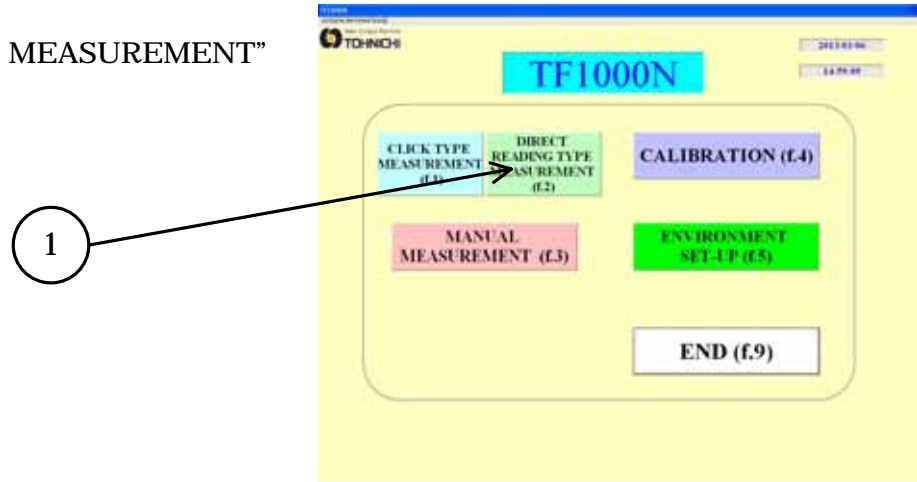 MEASUREMENT”
TOHNICHI
TF1000N
CLICK TYPE
MEASUREMENT
(f.1)
DIRECT
READING TYPE
MEASUREMENT
(f.2)
CALIBRATION (f.4)
1
MANUAL
MEASUREMENT (f.3)
ENVIRONMENT
SET-UP (f.5)
END (f.9)